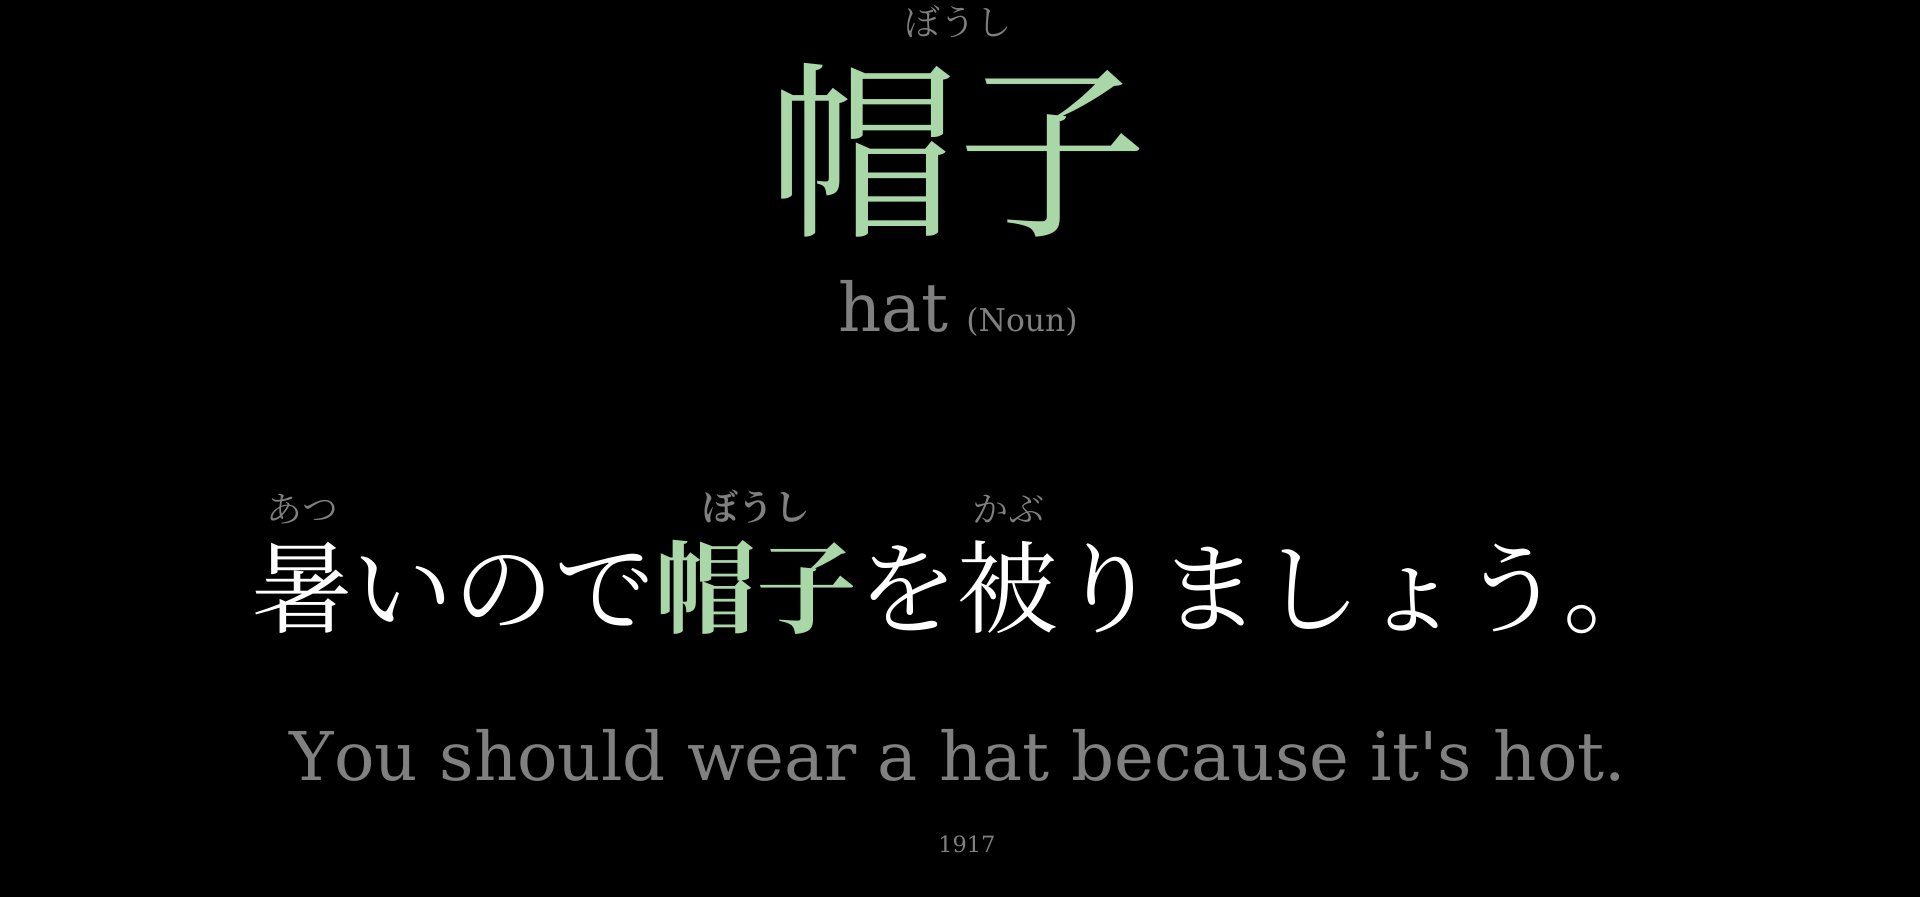 ぼうし
帽子
hat (Noun)
あつ ぼうし かぶ
暑いので帽子を被りましょう。
You should wear a hat because it's hot.
1917